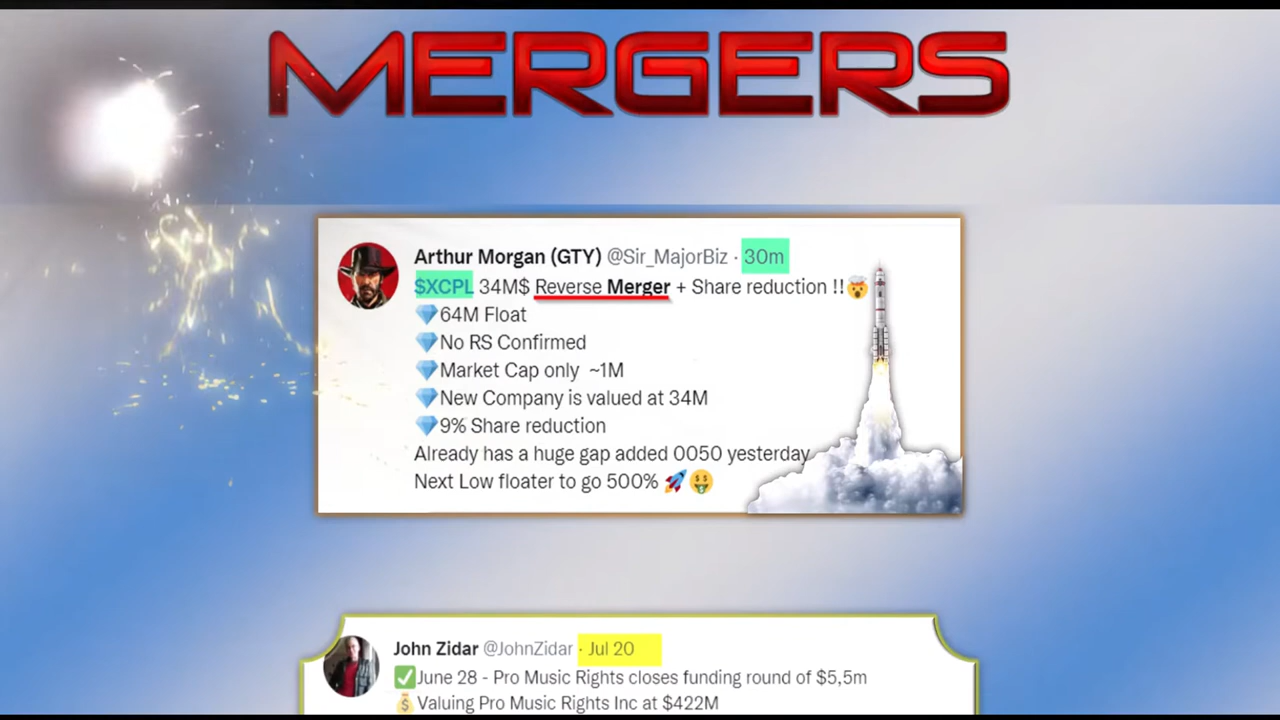 MERGERS
Arthur Morgan (GTY) @Sir_MajorBiz · 30m
$XCPL 34M$ Reverse Merger + Share reduction !!🤯
💎64M Float
💎No RS Confirmed
💎Market Cap only ~1M
💎New Company is valued at 34M
💎9% Share reduction
Already has a huge gap added 0050 yesterday
Next Low floater to go 500% 🚀🤑
John Zidar @JohnZidar · Jul 20
✅June 28 - Pro Music Rights closes funding round of $5,5m
💰Valuing Pro Music Rights Inc at $422M